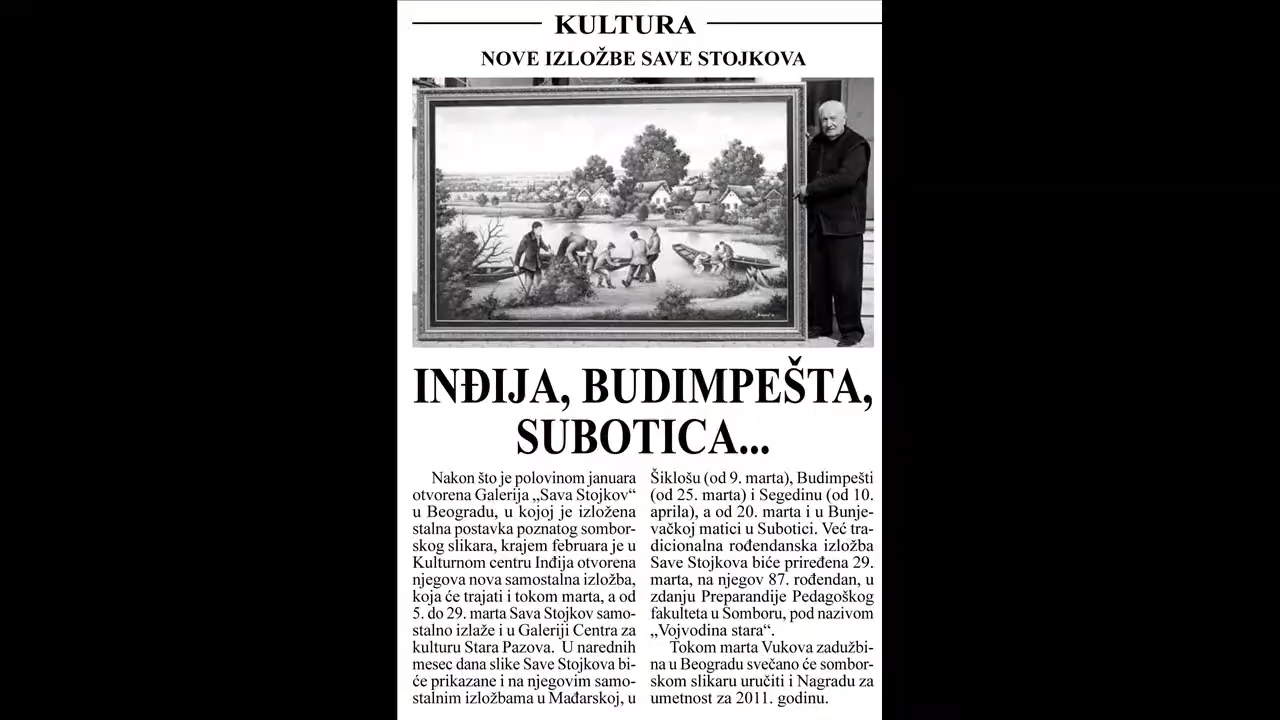 KULTURA
NOVE IZLOŽBE SAVE STOJKOVA
INĐIJA, BUDIMPEŠTA,
SUBOTICA...
Nakon što je polovinom januara
otvorena Galerija „Sava Stojkov“
u Beogradu, u kojoj je izložena
stalna postavka poznatog sombor-
skog slikara, krajem februara je u
Kulturnom centru Inđija otvorena
njegova nova samostalna izložba,
koja će trajati i tokom marta, a od
5. do 29. marta Sava Stojkov samo-
stalno izlaže i u Galeriji Centra za
kulturu Stara Pazova. U narednih
mesec dana slike Save Stojkova bi-
će prikazane i na njegovim samo-
stalnim izložbama u Mađarskoj, u
Šiklošu (od 9. marta), Budimpešti
(od 25. marta) i Segedinu (od 10.
aprila), a od 20. marta i u Bunje-
vačkoj matici u Subotici. Već tra-
dicionalna rođendanska izložba
Save Stojkova biće priređena 29.
marta, na njegov 87. rođendan, u
zdanju Preparandije Pedagoškog
fakulteta u Somboru, pod nazivom
„Vojvodina stara“.
Tokom marta Vukova zadužbi-
na u Beogradu svečano će sombor-
skom slikaru uručiti i Nagradu za
umetnost za 2011. godinu.